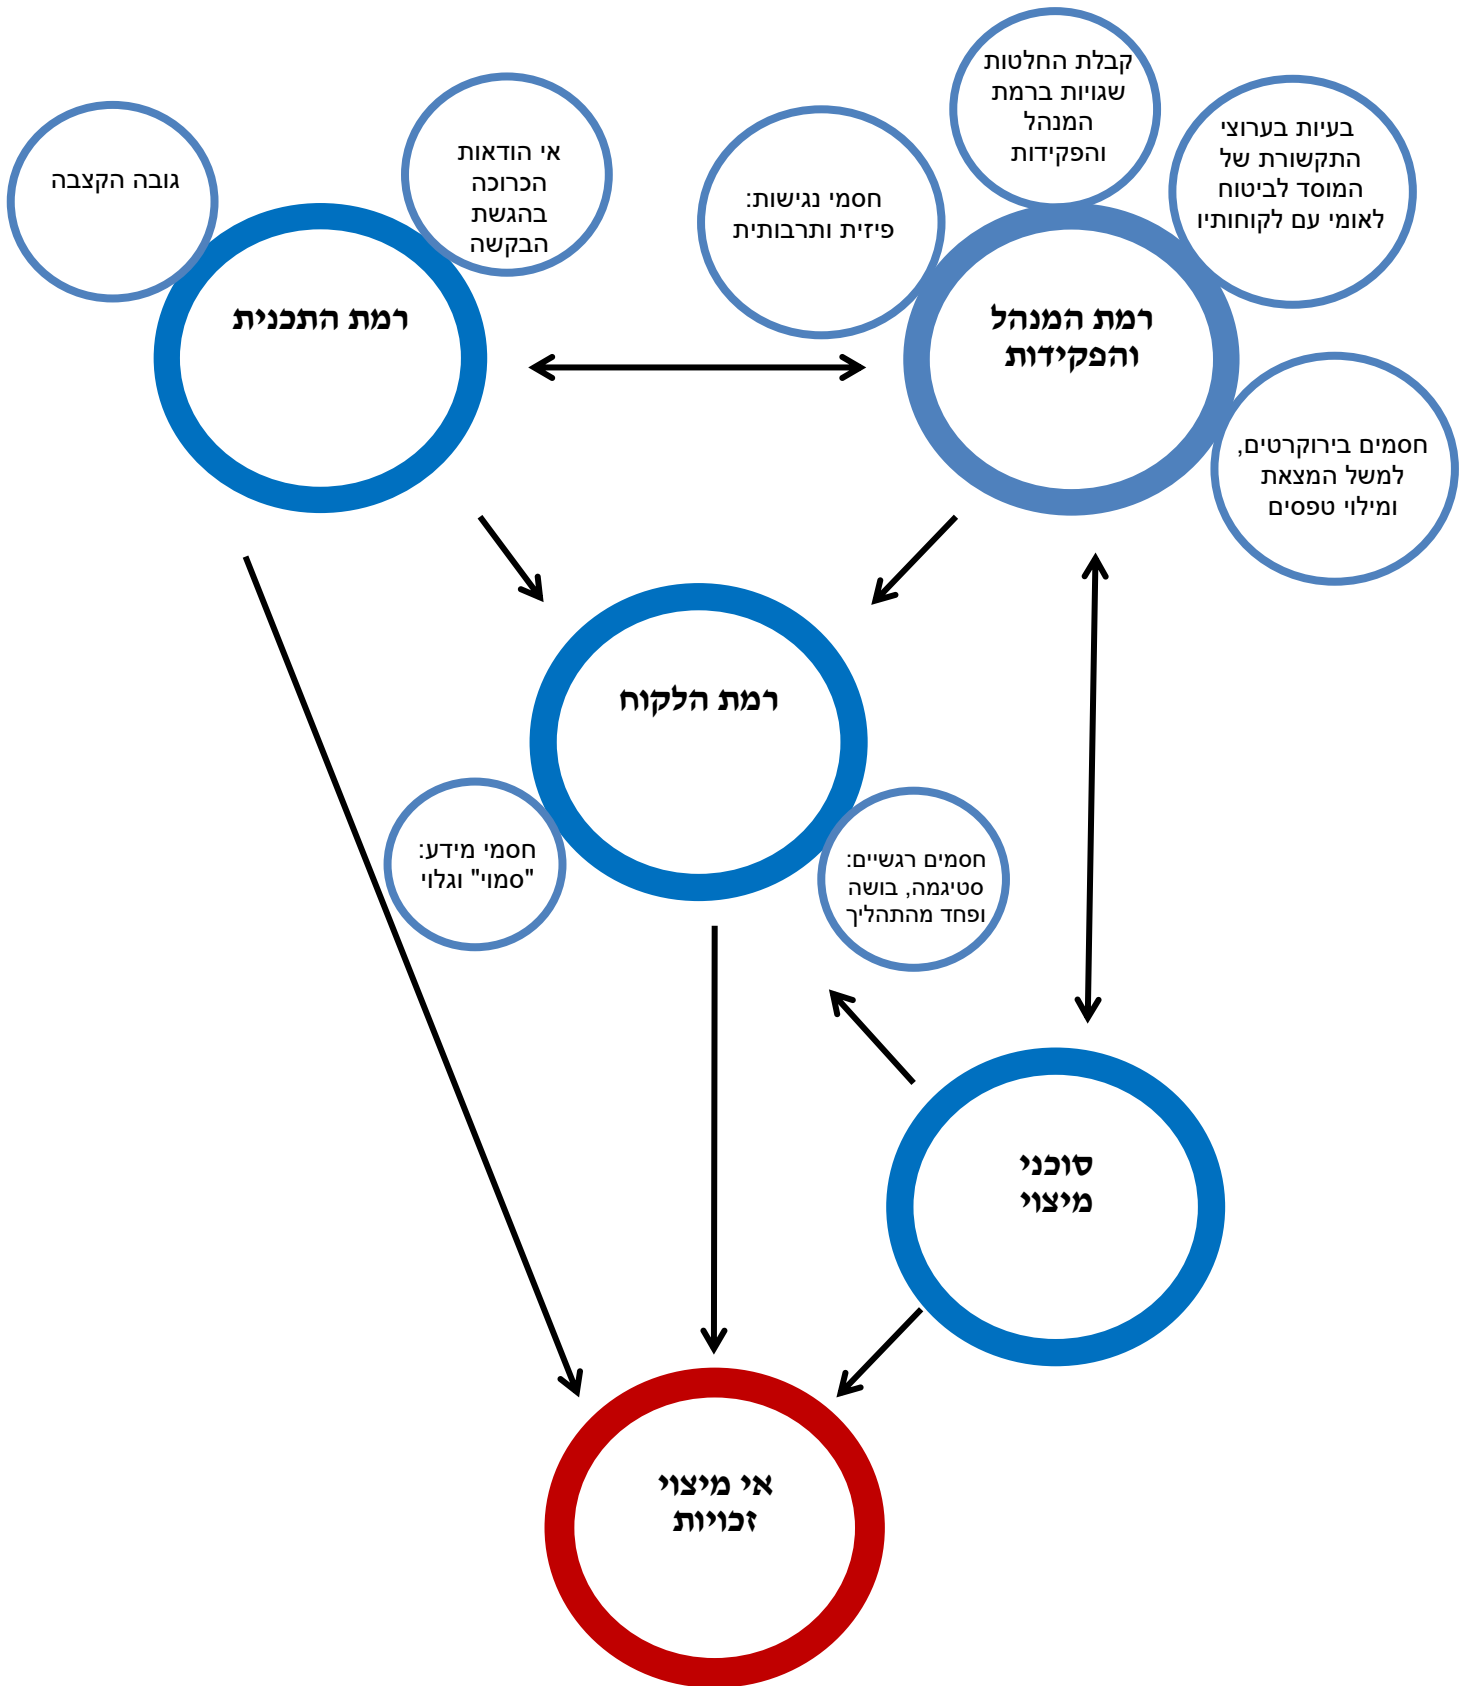 קבלת החלטות
שגויות ברמת
המנהל
והפקידות
בעיות בערוצי
התקשורת של
המוסד לביטוח
לאומי עם לקוחותיו
חסמי נגישות:
פיזית ותרבותית
אי הודאות
הכרוכה
בהגשת
הבקשה
גובה הקצבה
רמת המנהל
והפקידות
רמת התכנית
חסמים בירוקרטים,
למשל המצאת
ומילוי טפסים
רמת הלקוח
חסמים רגשיים:
סטיגמה, בושה
ופחד מהתהליך
חסמי מידע:
"סמוי" וגלוי
סוכני
מיצוי
אי מיצוי
זכויות